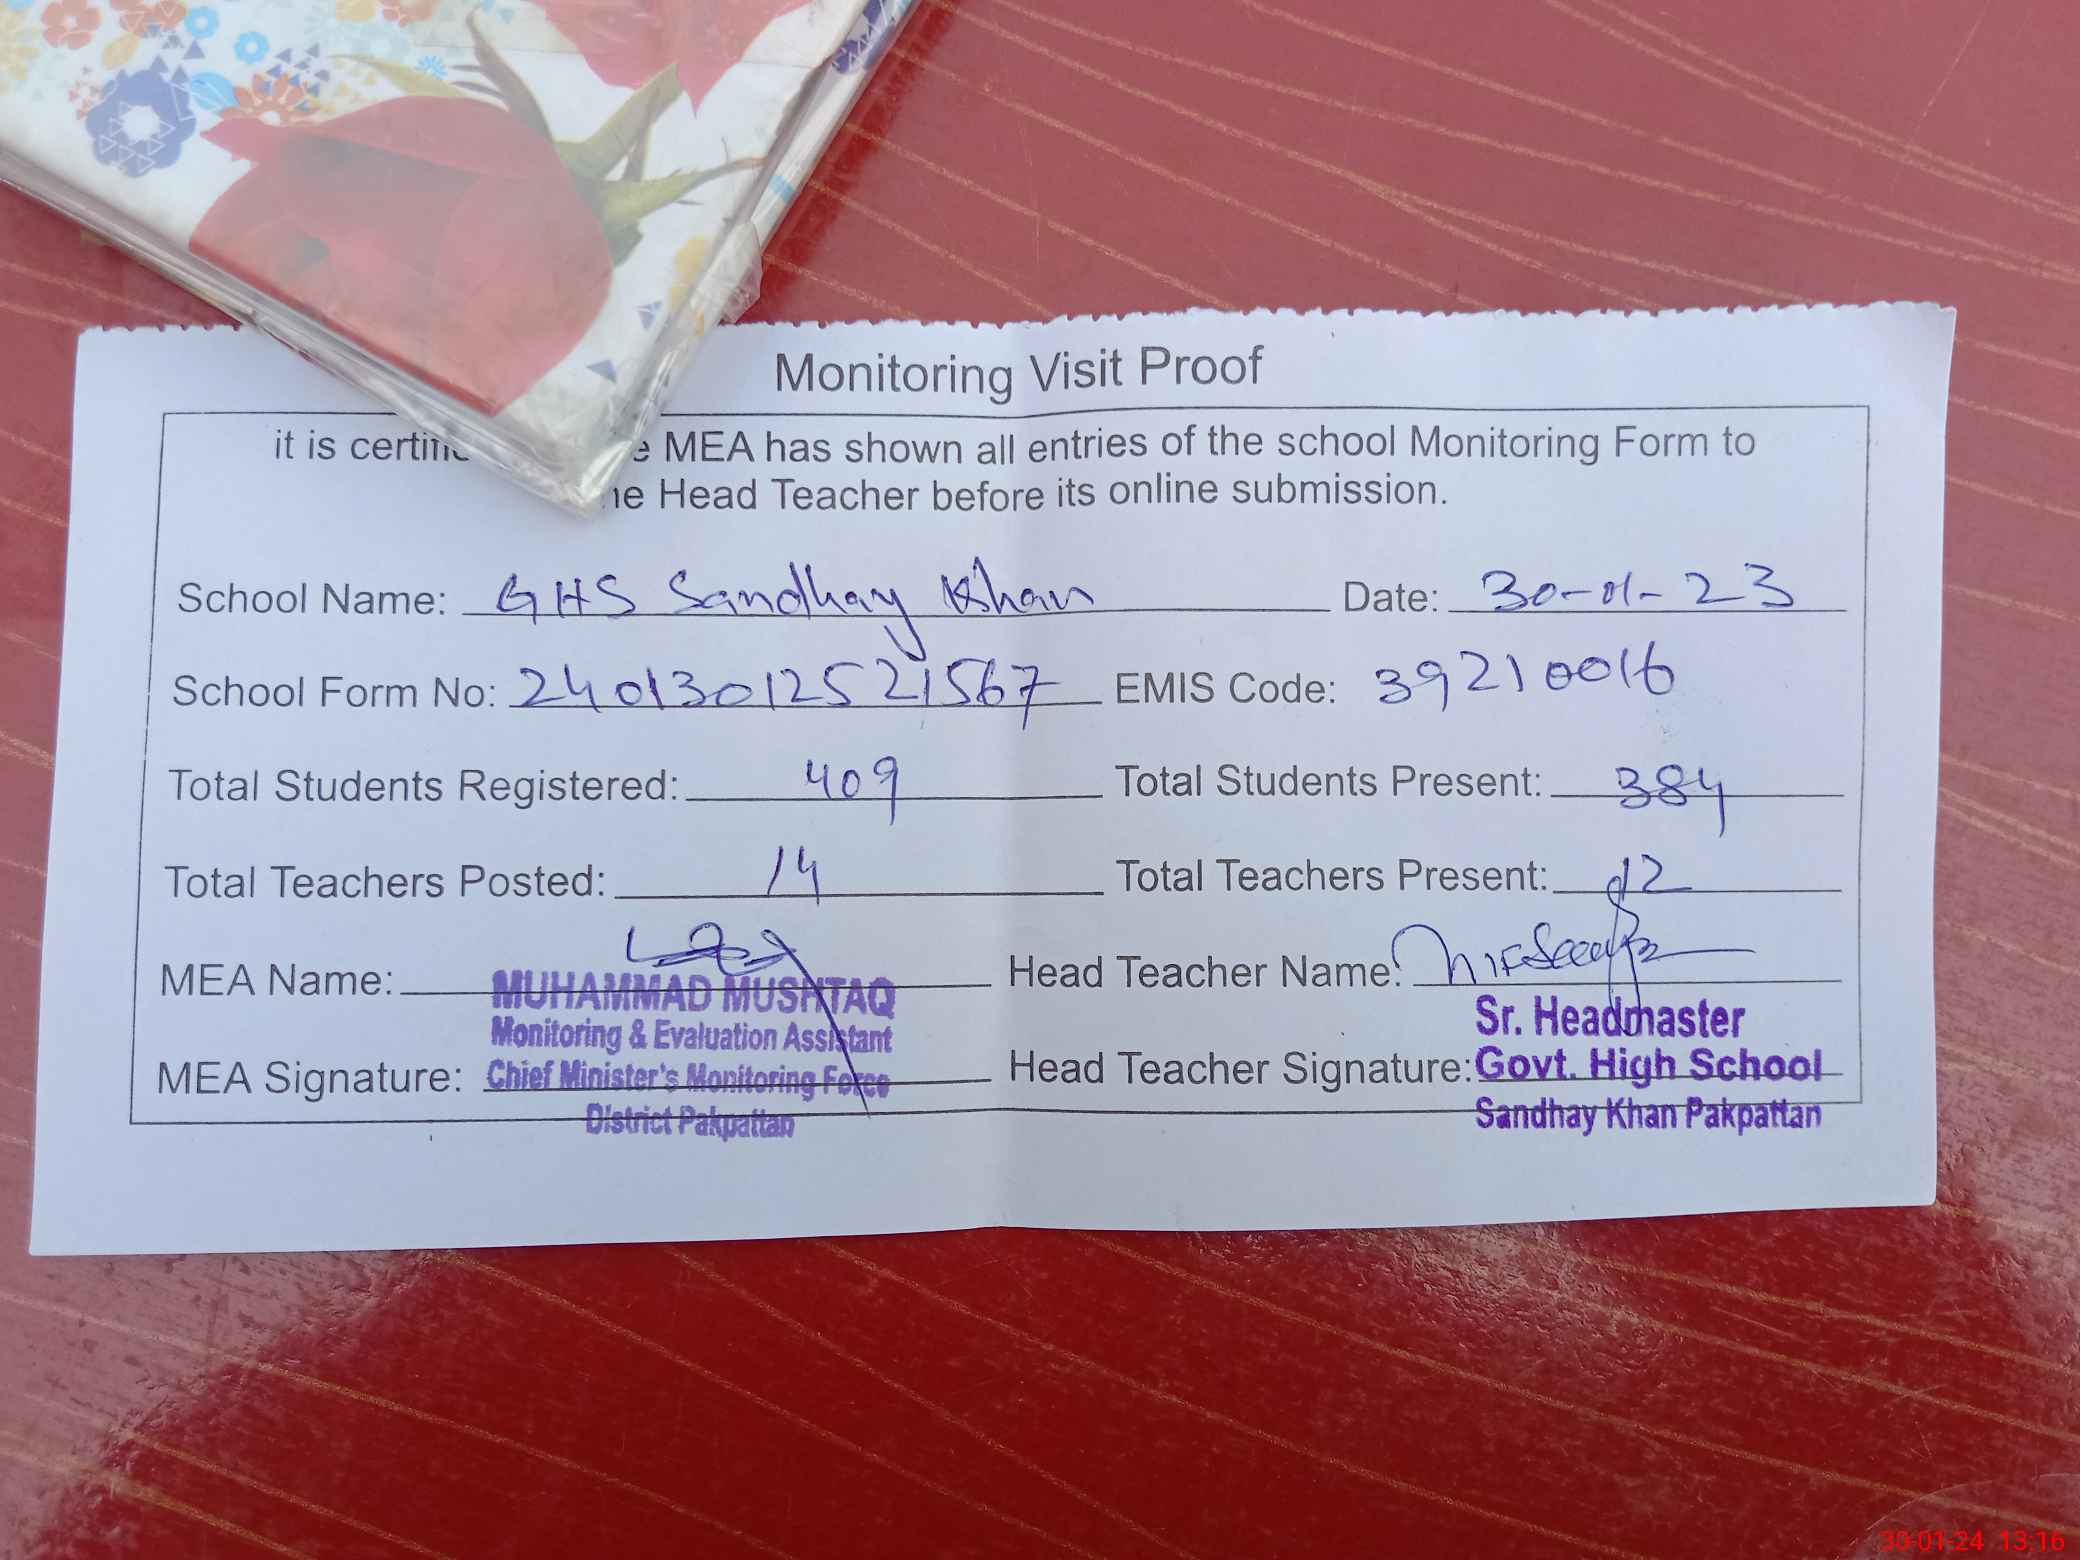 Monitoring Visit Proof
it is MEA has shown all entries of the school Monitoring Form to
Head Teacher before its online submission.
School Name: GHS Sandhay Khan Date: 30-01-23
School Form No: 24013012521567 EMIS Code: 39210016
Total Students Registered: 409 Total Students Present: 384
Total Teachers Posted: 14 Total Teachers Present: 12
MEA Name: MUHAMMAD MUSHTAQ Head Teacher Name:
Monitoring & Evaluation Assistant Sr. Headmaster
MEA Signature: Chief Minister's Monitoring Force Head Teacher Signature: Govt. High School
District Pakpattan Sandhay Khan Pakpattan
30-01-24 13:16